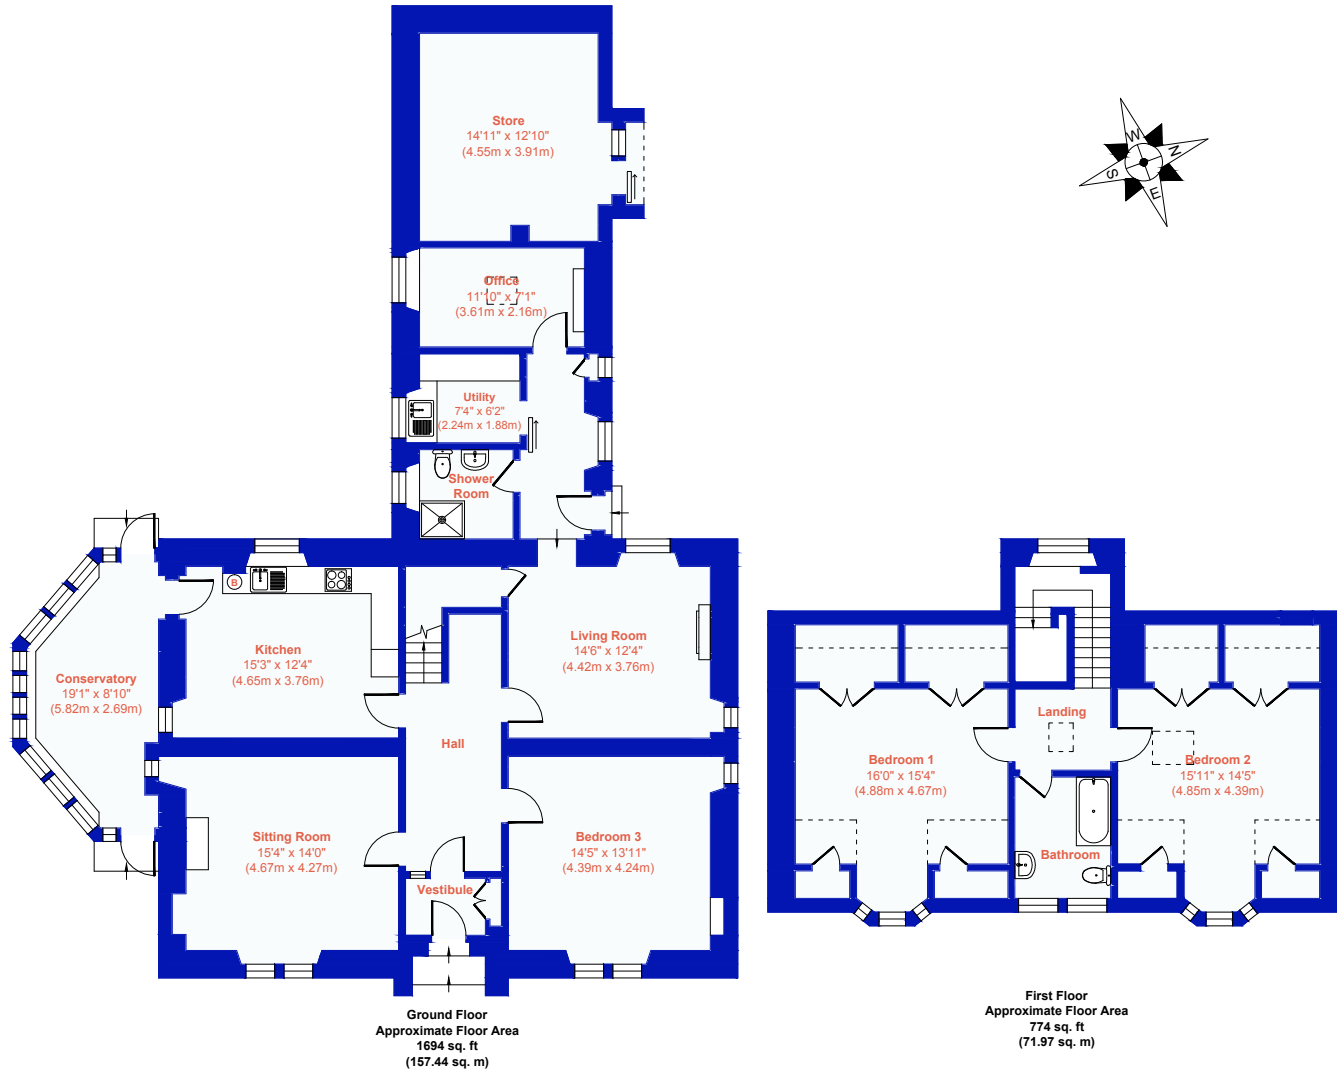 Store
14'11" x 12'10"
(4.55m x 3.91m)
W
N
S
E
Office
11'10" x 7'1"
(3.61m x 2.16m)
Utility
7'4" x 6'2"
(2.24m x 1.88m)
Shower
Room
B
Kitchen
15'3" x 12'4"
(4.65m x 3.76m)
Living Room
14'6" x 12'4"
(4.42m x 3.76m)
Conservatory
19'1" x 8'10"
(5.82m x 2.69m)
Hall
Sitting Room
15'4" x 14'0"
(4.67m x 4.27m)
Bedroom 3
14'5" x 13'11"
(4.39m x 4.24m)
Vestibule
Landing
Bedroom 1
16'0" x 15'4"
(4.88m x 4.67m)
Bedroom 2
15'11" x 14'5"
(4.85m x 4.39m)
Bathroom
Ground Floor
Approximate Floor Area
1694 sq. ft
(157.44 sq. m)
First Floor
Approximate Floor Area
774 sq. ft
(71.97 sq. m)